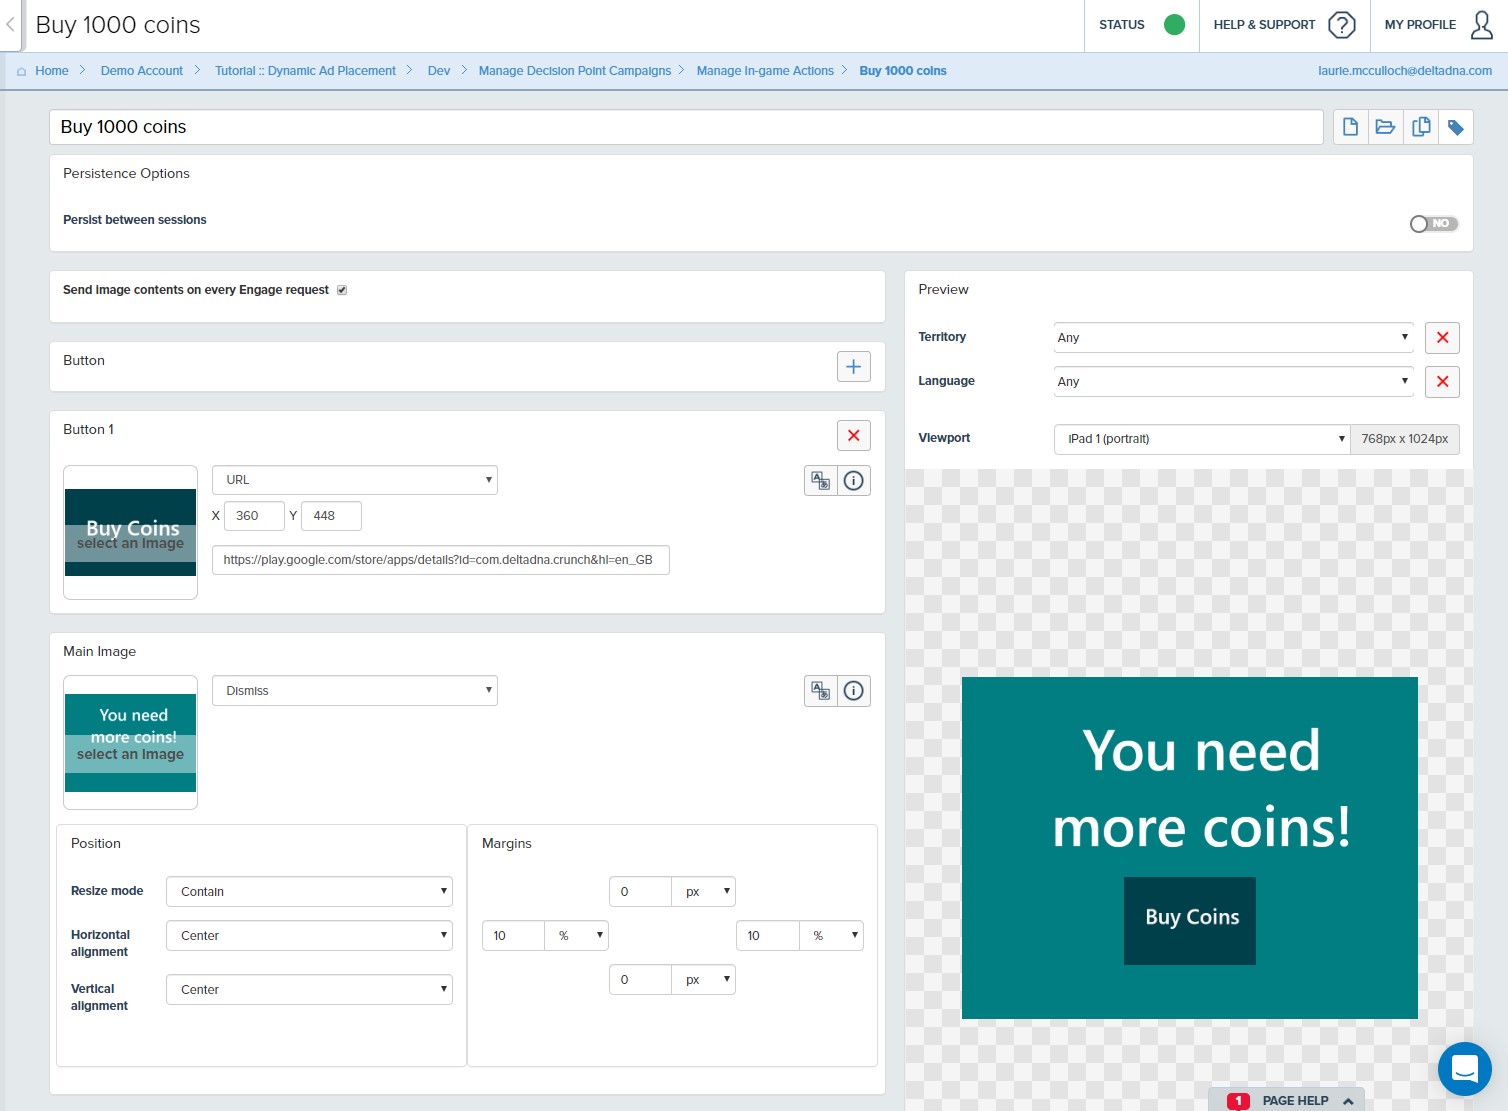 Buy 1000 coins
STATUS
HELP & SUPPORT
MY PROFILE
Home
Demo Account
Tutorial :: Dynamic Ad Placement
Dev
Manage Decision Point Campaigns
Manage In-game Actions
Buy 1000 coins
laurie.mcculloch@deltadna.com
Buy 1000 coins
Persistence Options
Persist between sessions
NO
Send image contents on every Engage request
Button
Button 1
Buy Coins
select an Image
URL
X 360 Y 448
https://play.google.com/store/apps/details?id=com.deltadna.crunch&hl=en_GB
Main Image
You need
more coins!
select an Image
Dismiss
Position
Resize mode
Contain
Horizontal
alignment
Center
Vertical
alignment
Center
Margins
0 px
10 %
10 %
0 px
Preview
Territory
Any
Language
Any
Viewport
iPad 1 (portrait)
768px x 1024px
You need
more coins!
Buy Coins
1 PAGE HELP